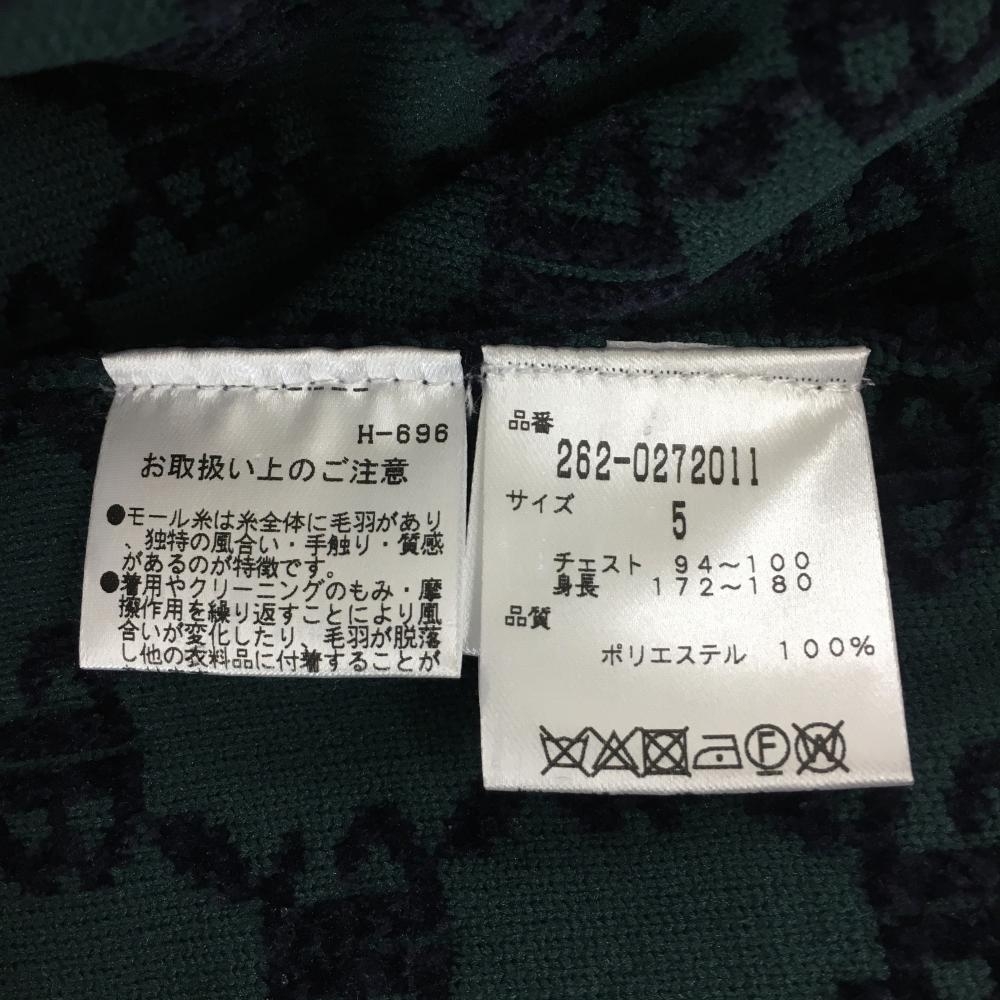 H-696
お取扱い上のご注意
●モール糸は糸全体に毛羽があり
、独特の風合い・手触り・質感
があるのが特徴です。
●着用やクリーニングのもみ・摩
擦作用を繰り返すことにより風
合いが変化したり、毛羽が脱落
し他の衣料品に付着することが
品番
262-0272011
サイズ
5
チェスト 94~100
身長 172~180
品質
ポリエステル 100%
F
W